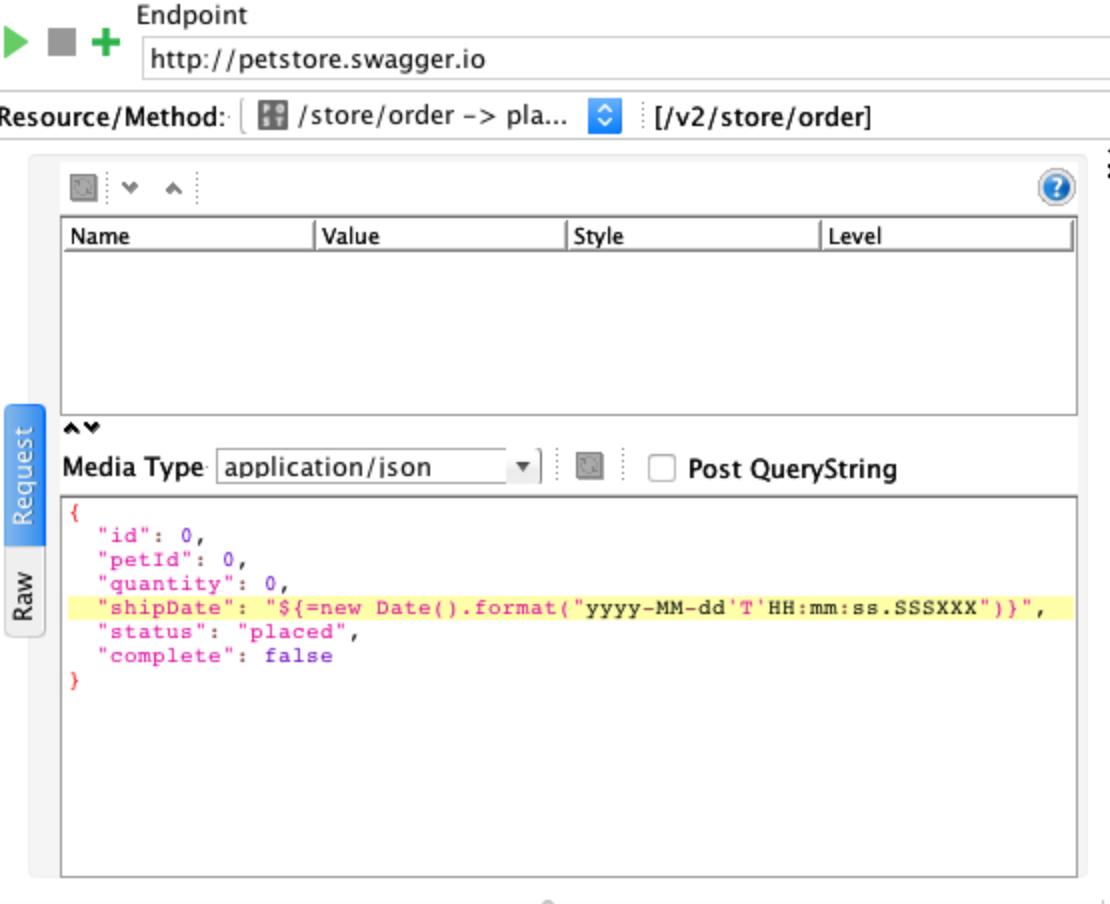 Endpoint
http://petstore.swagger.io
Resource/Method: POST /store/order -> pla... [/v2/store/order]
?
Name Value Style Level
Request
Raw
Media Type application/json Post QueryString
{
  "id": 0,
  "petId": 0,
  "quantity": 0,
  "shipDate": "${=new Date().format("yyyy-MM-dd'T'HH:mm:ss.SSSXXX")}",
  "status": "placed",
  "complete": false
}